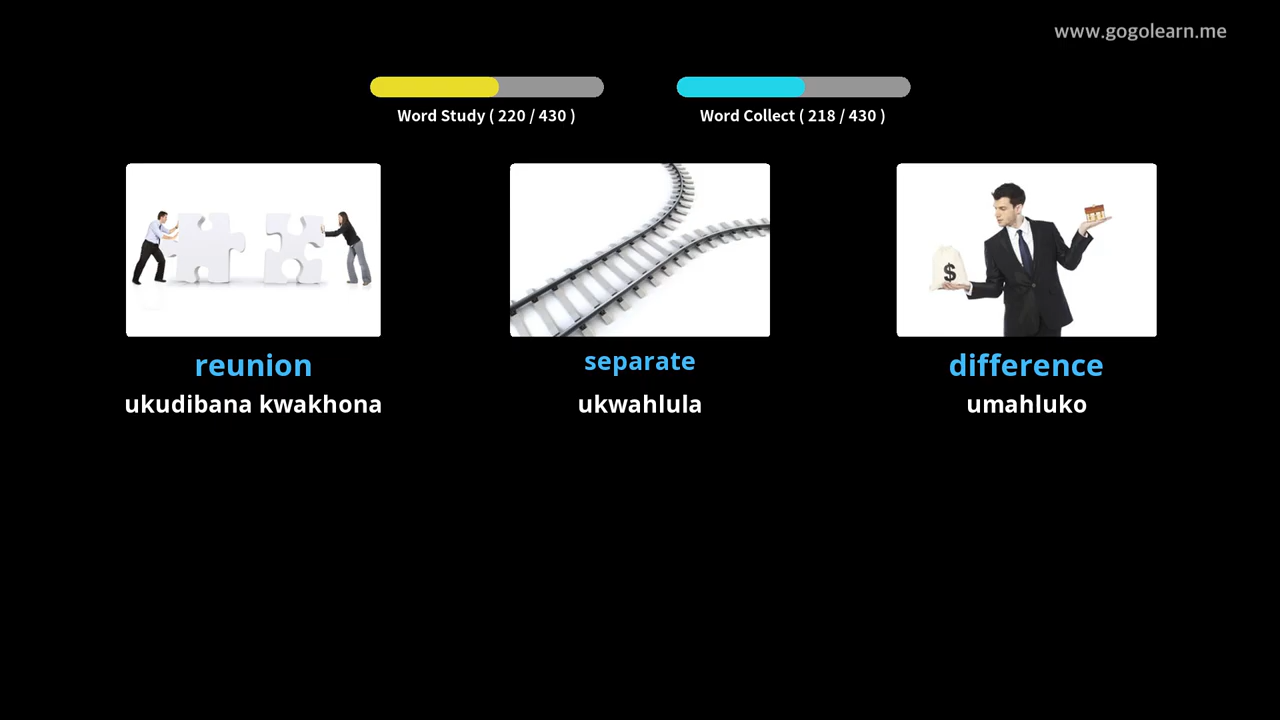 www.gogolearn.me
Word Study ( 220 / 430 )
Word Collect ( 218 / 430 )
$
reunion
separate
difference
ukudibana kwakhona
ukwahlula
umahluko